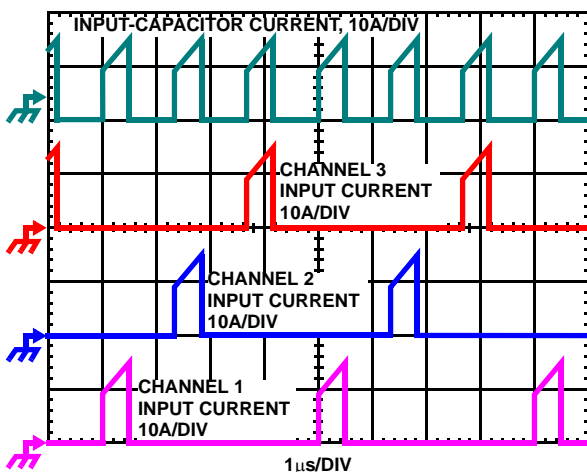 INPUT-CAPACITOR CURRENT, 10A/DIV
CHANNEL 3
INPUT CURRENT
10A/DIV
CHANNEL 2
INPUT CURRENT
10A/DIV
CHANNEL 1
INPUT CURRENT
10A/DIV
1μs/DIV